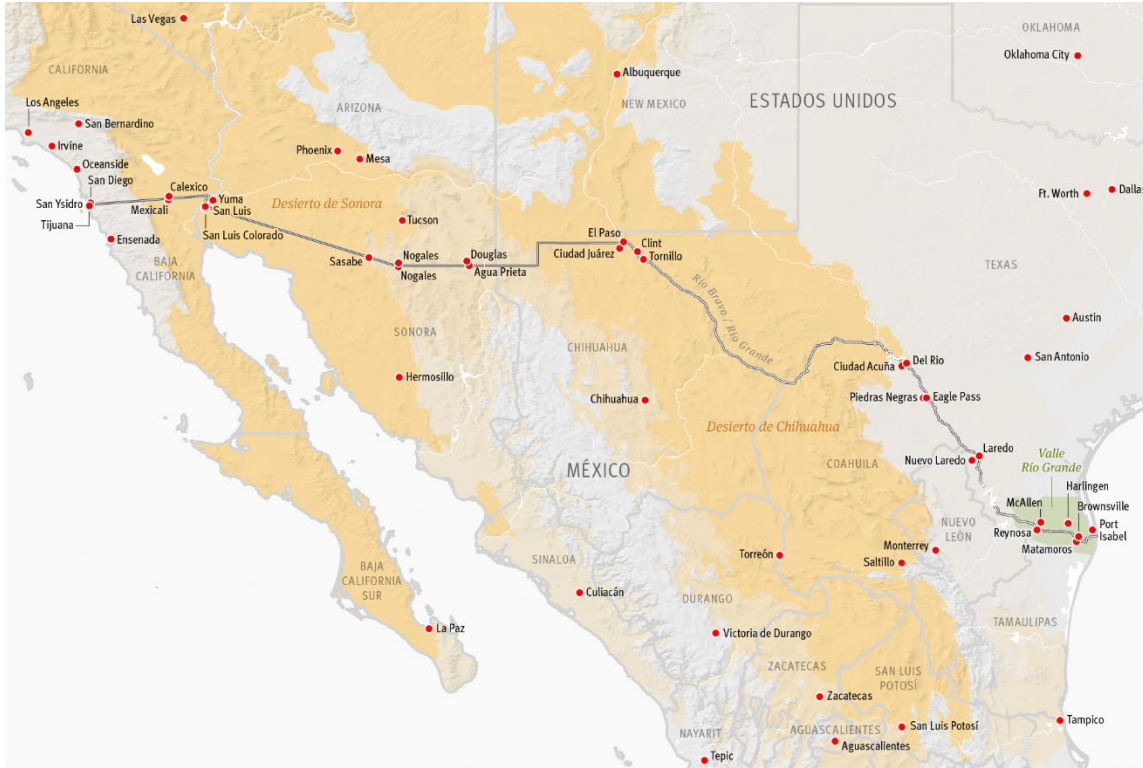 Las Vegas
OKLAHOMA
Oklahoma City
CALIFORNIA
Albuquerque
Los Angeles
ARIZONA
NEW MEXICO
ESTADOS UNIDOS
San Bernardino
Irvine
Phoenix
Mesa
Oceanside
San Diego
Calexico
Yuma
Ft. Worth
Dallas
San Ysidro
Mexicali
San Luis
Desierto de Sonora
Tijuana
San Luis Colorado
Tucson
Ensenada
El Paso
Clint
Ciudad Juárez
Tornillo
BAJA
CALIFORNIA
Sasabe
Nogales
Nogales
Douglas
Agua Prieta
TEXAS
Río Bravo / Río Grande
Austin
SONORA
CHIHUAHUA
San Antonio
Ciudad Acuña
Del Rio
Hermosillo
Chihuahua
Piedras Negras
Eagle Pass
Desierto de Chihuahua
MÉXICO
COAHUILA
Laredo
Nuevo Laredo
Valle
Río Grande
Harlingen
McAllen
Brownsville
Port
Isabel
Reynosa
Matamoros
NUEVO
LEÓN
Monterrey
Saltillo
Torreón
SINALOA
BAJA
CALIFORNIA
SUR
Culiacán
DURANGO
La Paz
Victoria de Durango
TAMAULIPAS
ZACATECAS
SAN LUIS
POTOSÍ
Zacatecas
NAYARIT
AGUASCALIENTES
San Luis Potosí
Tampico
Aguascalientes
Tepic